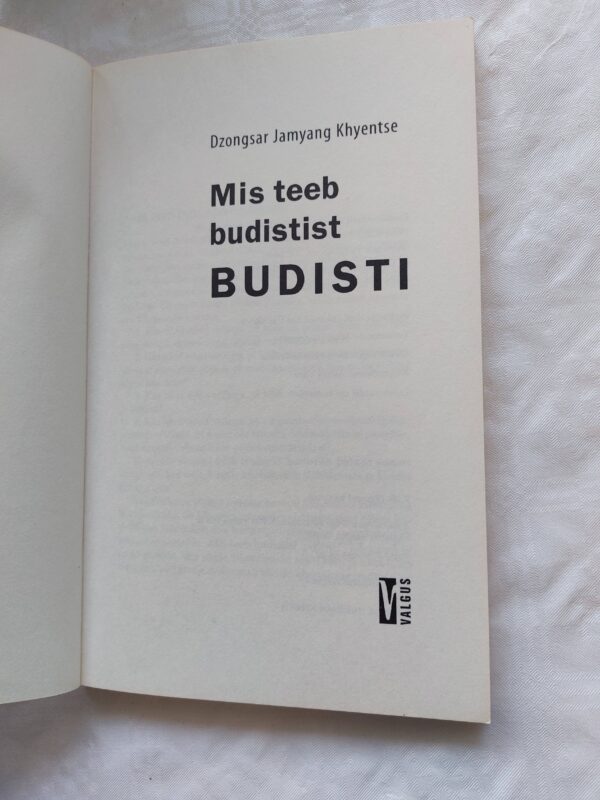 Dzongsar Jamyang Khyentse
Mis teeb
budistist
BUDISTI
VALGUS